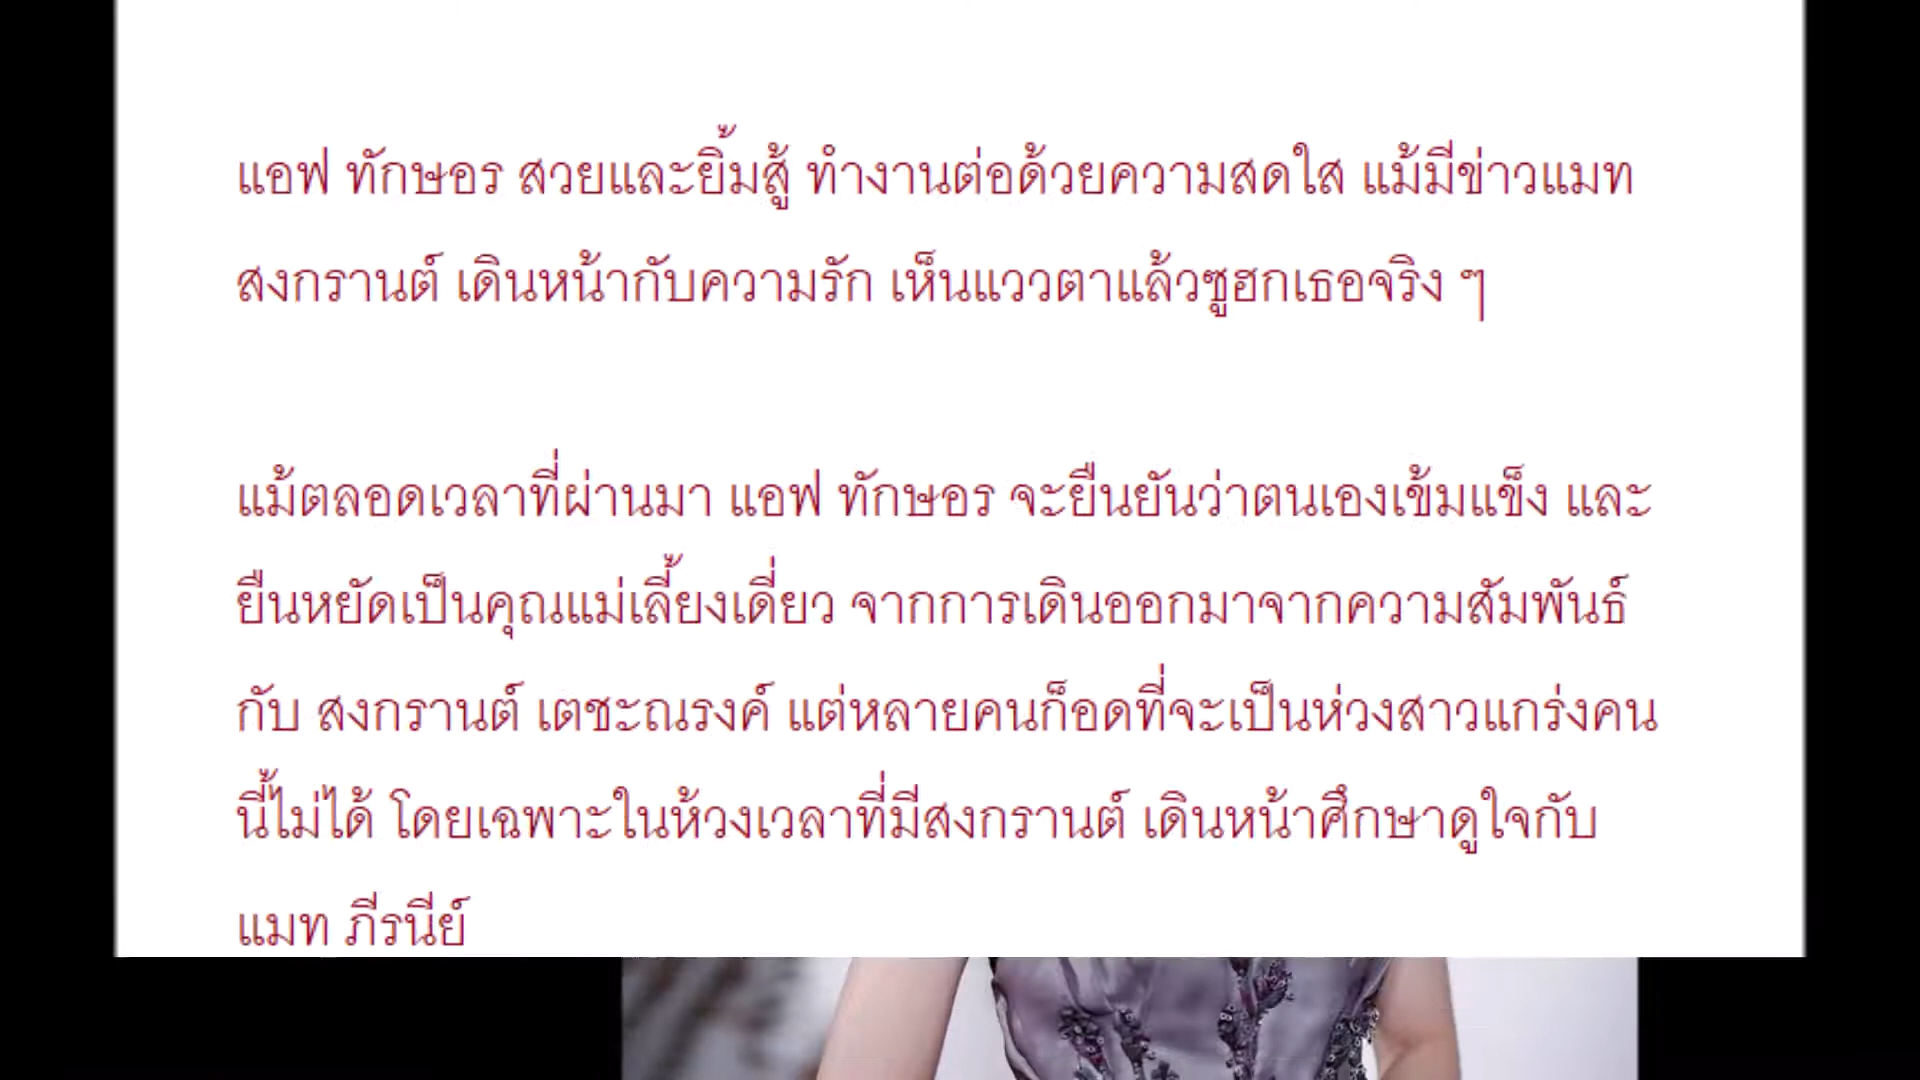 แอฟ ทักษอร สวยและยิ้มสู้ ทำงานต่อด้วยความสดใส แม้มีข่าวแมท
สงกรานต์ เดินหน้ากับความรัก เห็นแววตาแล้วซูฮกเธอจริง ๆ
แม้ตลอดเวลาที่ผ่านมา แอฟ ทักษอร จะยืนยันว่าตนเองเข้มแข็ง และ
ยืนหยัดเป็นคุณแม่เลี้ยงเดี่ยว จากการเดินออกมาจากความสัมพันธ์
กับ สงกรานต์ เตชะณรงค์ แต่หลายคนก็อดที่จะเป็นห่วงสาวแกร่งคน
นี้ไม่ได้ โดยเฉพาะในห้วงเวลาที่มีสงกรานต์ เดินหน้าศึกษาดูใจกับ
แมท ภีรนีย์